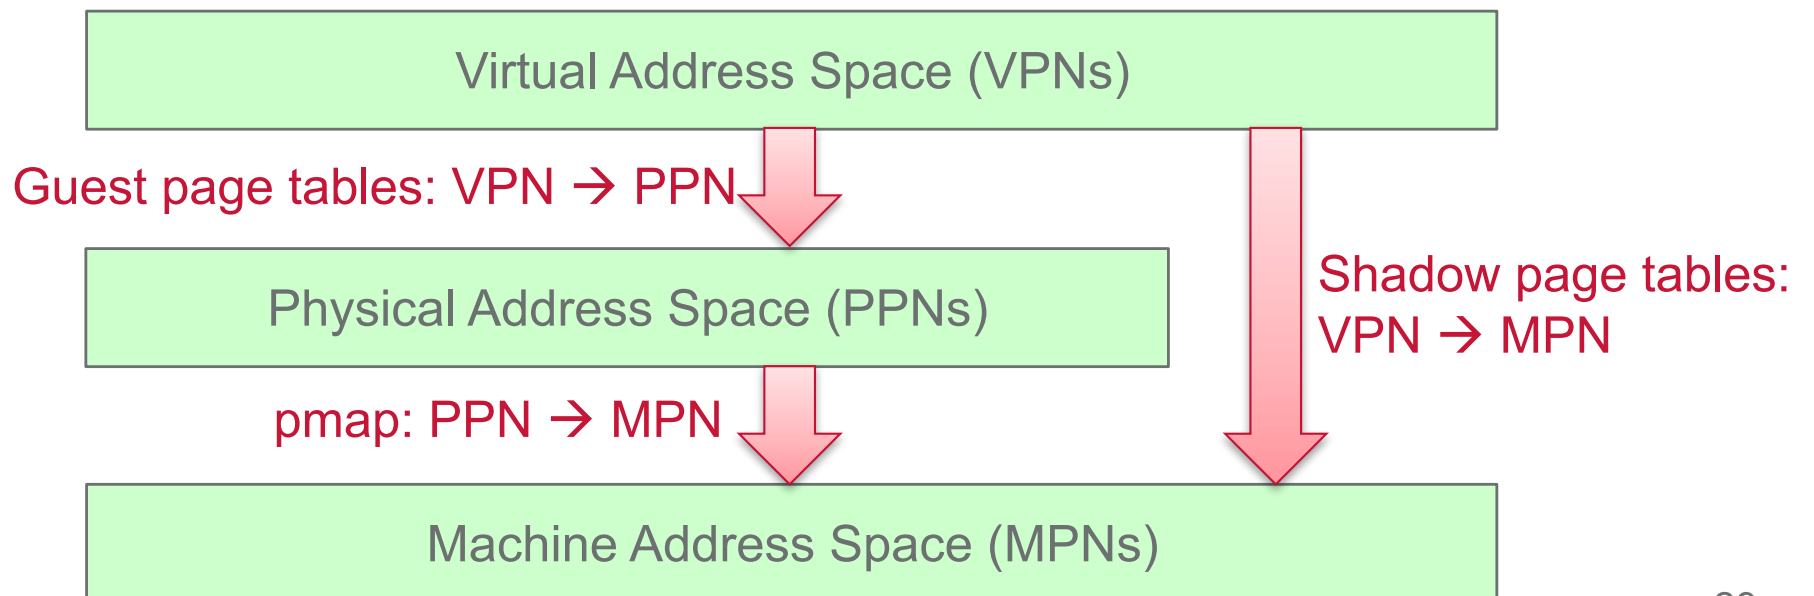 Virtual Address Space (VPNs)
Guest page tables: VPN → PPN
Physical Address Space (PPNs)
Shadow page tables:
VPN → MPN
pmap: PPN → MPN
Machine Address Space (MPNs)